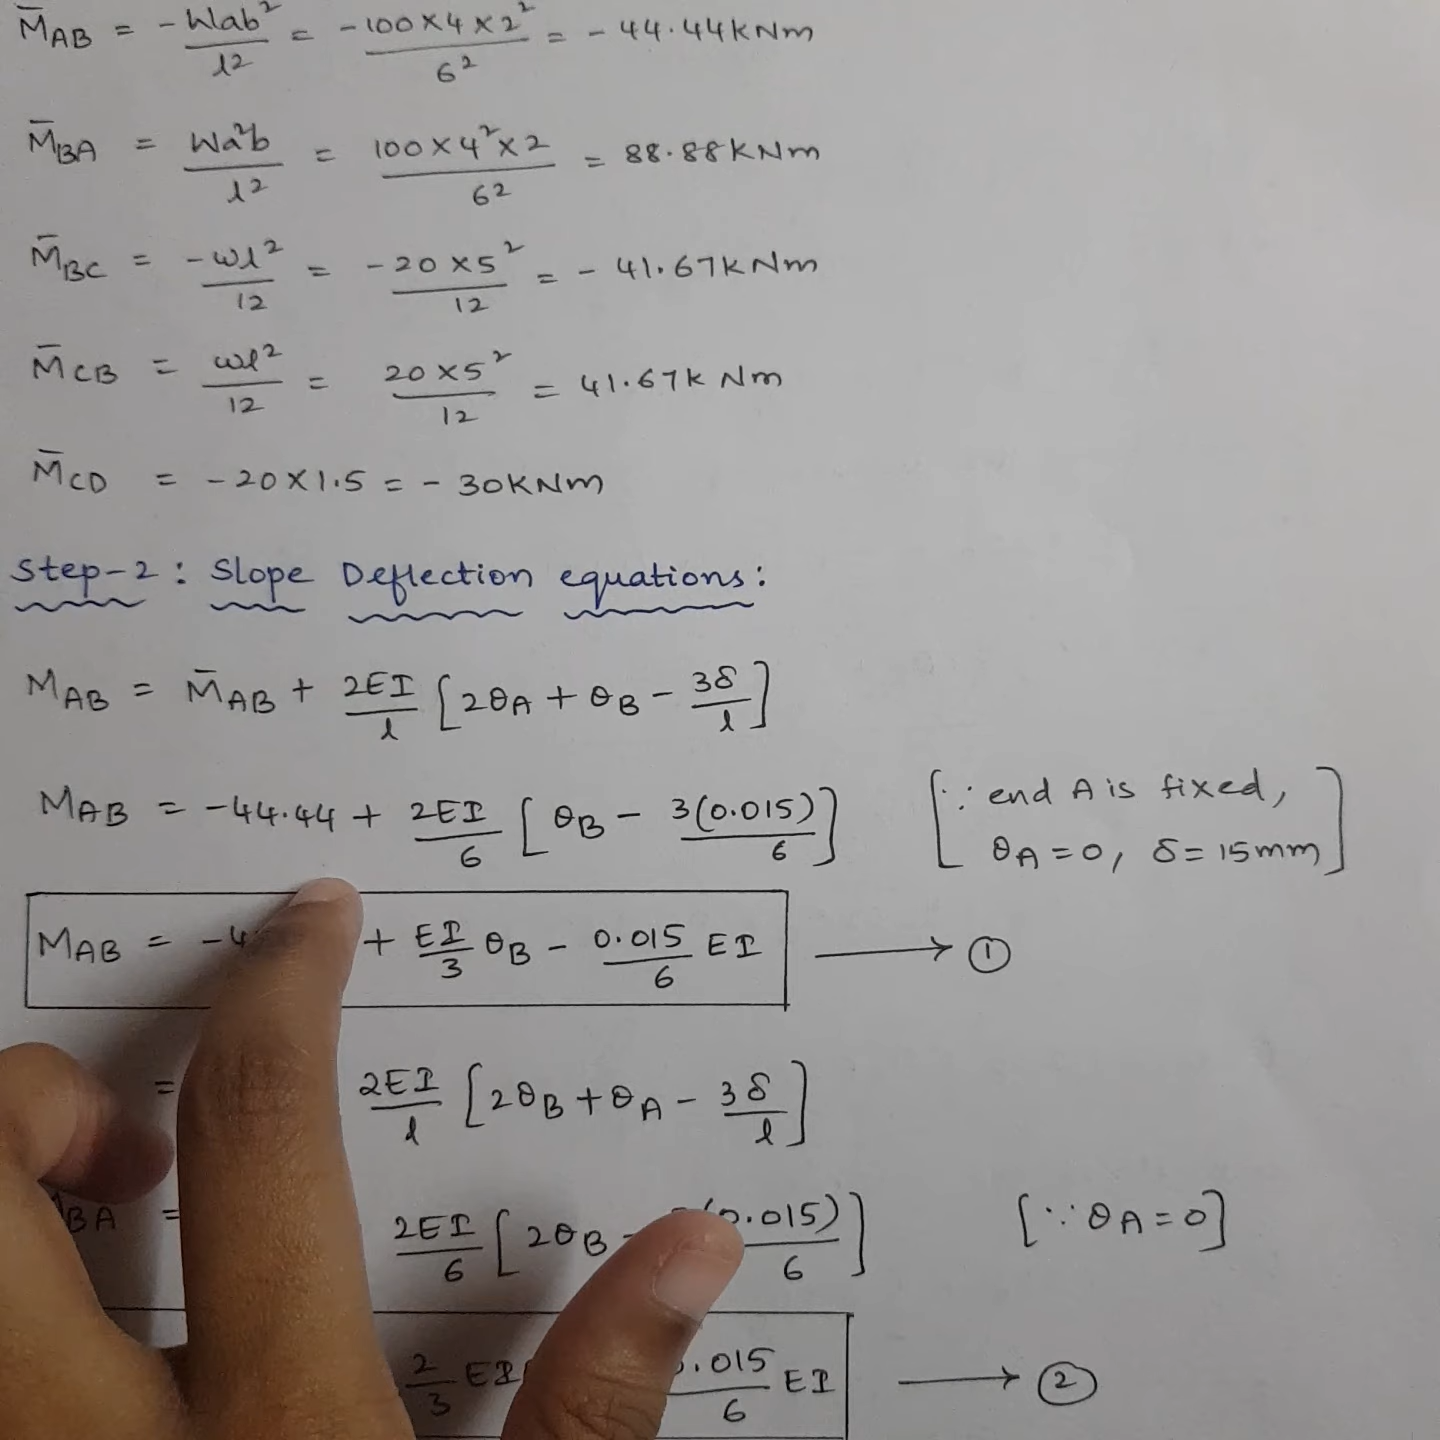 M̄AB = -Wab²/l² = -100×4×2²/6² = -44.44kNm
M̄BA = Wa²b/l² = 100×4²×2/6² = 88.88kNm
M̄BC = -wl²/12 = -20×5²/12 = -41.67kNm
M̄CB = wl²/12 = 20×5²/12 = 41.67kNm
M̄CD = -20×1.5 = -30kNm
Step-2: Slope Deflection equations:
MAB = M̄AB + 2EI/l [2θA + θB - 3δ/l]
MAB = -44.44 + 2EI/6 [θB - 3(0.015)/6] [∵ end A is fixed,
θA = 0, δ = 15mm]
MAB = -4 + EI/3 θB - 0.015/6 EI → ①
= 2EI/l [2θB + θA - 3δ/l]
BA = 2EI/6 [2θB - (0.015)/6] [∵ θA = 0]
2/3 EI .015/6 EI → ②